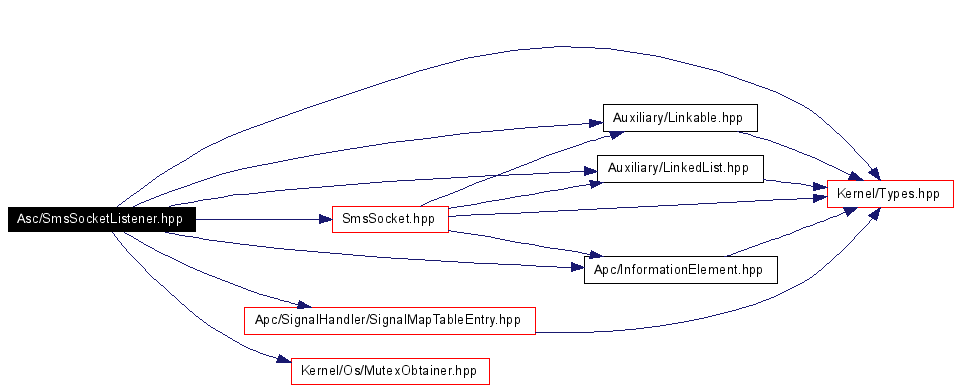 Auxiliary/Linkable.hpp
Auxiliary/LinkedList.hpp
Kernel/Types.hpp
Asc/SmsSocketListener.hpp
SmsSocket.hpp
Apc/InformationElement.hpp
Apc/SignalHandler/SignalMapTableEntry.hpp
Kernel/Os/MutexObtainer.hpp